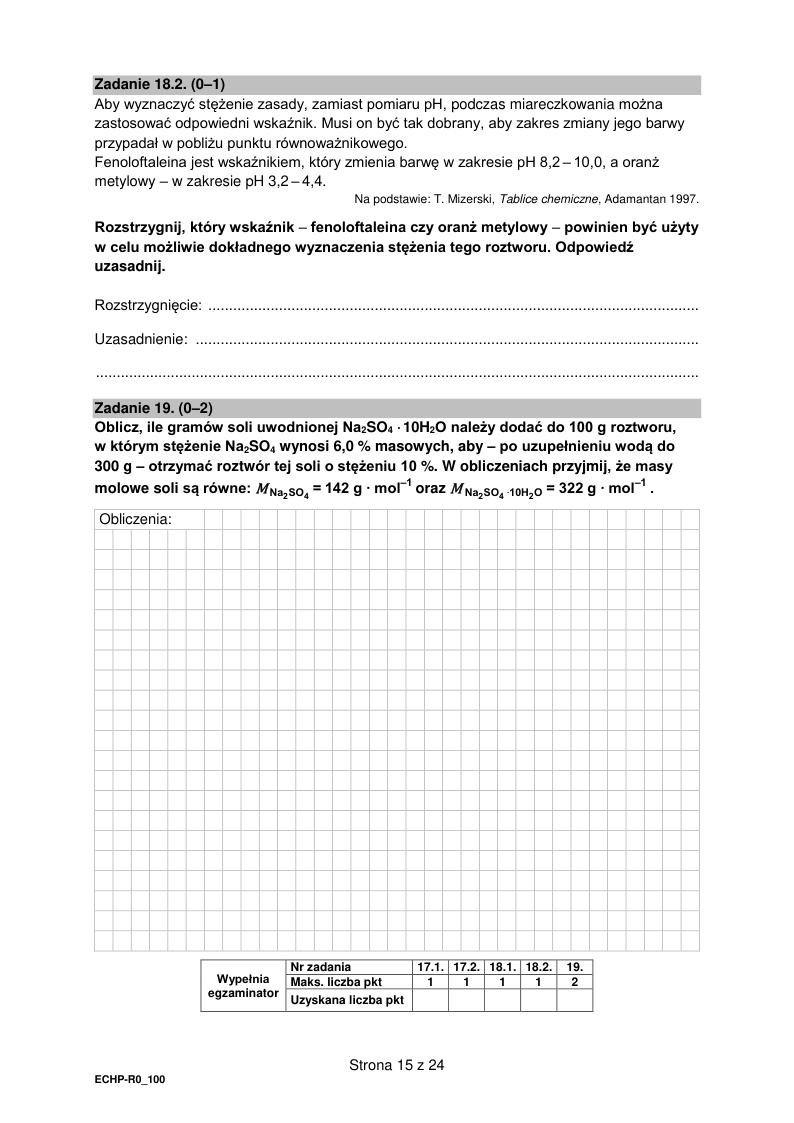 Zadanie 18.2. (0–1)
Aby wyznaczyć stężenie zasady, zamiast pomiaru pH, podczas miareczkowania można
zastosować odpowiedni wskaźnik. Musi on być tak dobrany, aby zakres zmiany jego barwy
przypadał w pobliżu punktu równoważnikowego.
Fenoloftaleina jest wskaźnikiem, który zmienia barwę w zakresie pH 8,2 – 10,0, a oranż
metylowy – w zakresie pH 3,2 – 4,4.
Na podstawie: T. Mizerski, Tablice chemiczne, Adamantan 1997.
Rozstrzygnij, który wskaźnik – fenoloftaleina czy oranż metylowy – powinien być użyty
w celu możliwie dokładnego wyznaczenia stężenia tego roztworu. Odpowiedź
uzasadnij.
Rozstrzygnięcie: ....................................................................................................................
Uzasadnienie: .......................................................................................................................
...............................................................................................................................................
Zadanie 19. (0–2)
Oblicz, ile gramów soli uwodnionej Na₂SO₄ · 10H₂O należy dodać do 100 g roztworu,
w którym stężenie Na₂SO₄ wynosi 6,0 % masowych, aby – po uzupełnieniu wodą do
300 g – otrzymać roztwór tej soli o stężeniu 10 %. W obliczeniach przyjmij, że masy
molowe soli są równe: M Na₂SO₄ = 142 g · mol⁻¹ oraz M Na₂SO₄ ·10H₂O = 322 g · mol⁻¹ .
Obliczenia:
Wypełnia egzaminator
Nr zadania 17.1. 17.2. 18.1. 18.2. 19.
Maks. liczba pkt 1 1 1 1 2
Uzyskana liczba pkt
Strona 15 z 24
ECHP-R0_100